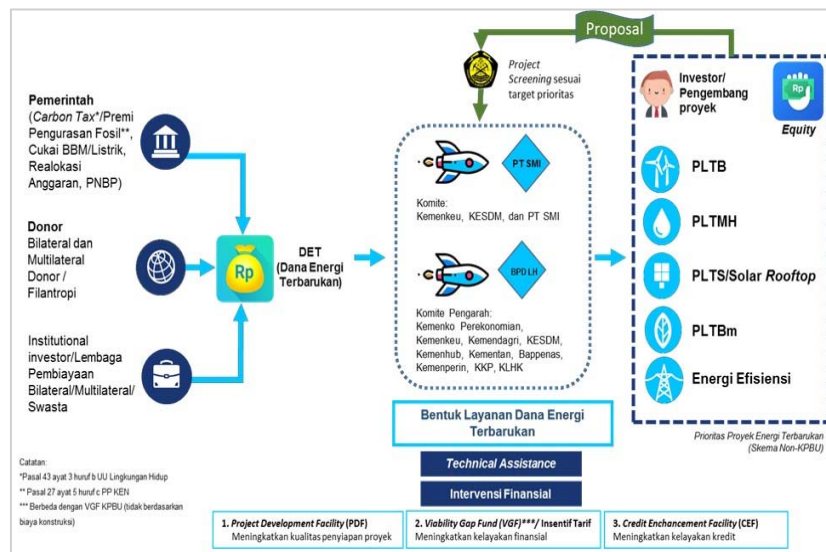 Proposal
Project
Screening sesuai
target prioritas
Investor/
Pengembang
proyek
Rp
Equity
Pemerintah
(Carbon Tax*/Premi
Pengurasan Fosil**,
Cukai BBM/Listrik,
Realokasi
Anggaran, PNBP)
Donor
Bilateral dan
Multilateral
Donor /
Filantropi
Institutional
investor/Lembaga
Pembiayaan
Bilateral/Multilateral/
Swasta
Rp
DET
(Dana Energi
Terbarukan)
PT SMI
Komite:
Kemenkeu, KESDM, dan PT SMI
BPD LH
Komite Pengarah:
Kemenko Perekonomian,
Kemenkeu, Kemendagri, KESDM,
Kemenhub, Kementan, Bappenas,
Kemenperin, KKP, KLHK
PLTB
PLTMH
PLTS/Solar Rooftop
PLTBm
Energi Efisiensi
Prioritas Proyek Energi Terbarukan
(Skema Non-KPBU)
Bentuk Layanan Dana Energi
Terbarukan
Technical Assistance
Intervensi Finansial
Catatan:
*Pasal 43 ayat 3 huruf b UU Lingkungan Hidup
** Pasal 27 ayat 5 huruf c PP KEN
*** Berbeda dengan VGF KPBU (tidak berdasarkan
biaya konstruksi)
1. Project Development Facility (PDF)
Meningkatkan kualitas penyiapan proyek
2. Viability Gap Fund (VGF)***/ Insentif Tarif
Meningkatkan kelayakan finansial
3. Credit Enchancement Facility (CEF)
Meningkatkan kelayakan kredit